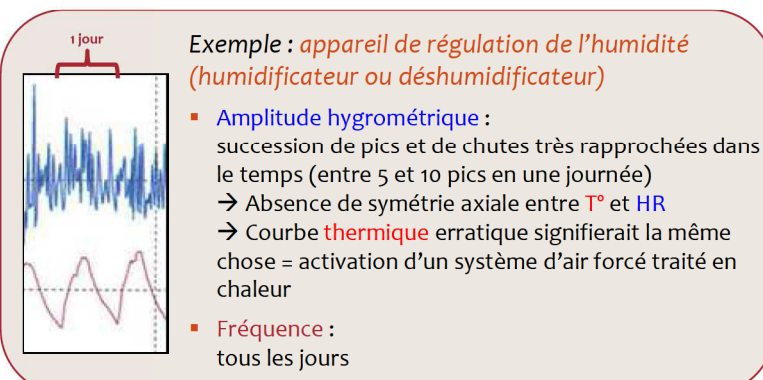 1 jour
Exemple : appareil de régulation de l’humidité
(humidificateur ou déshumidificateur)
▪ Amplitude hygrométrique :
succession de pics et de chutes très rapprochées dans
le temps (entre 5 et 10 pics en une journée)
→ Absence de symétrie axiale entre T° et HR
→ Courbe thermique erratique signifierait la même
chose = activation d’un système d’air forcé traité en
chaleur
▪ Fréquence :
tous les jours